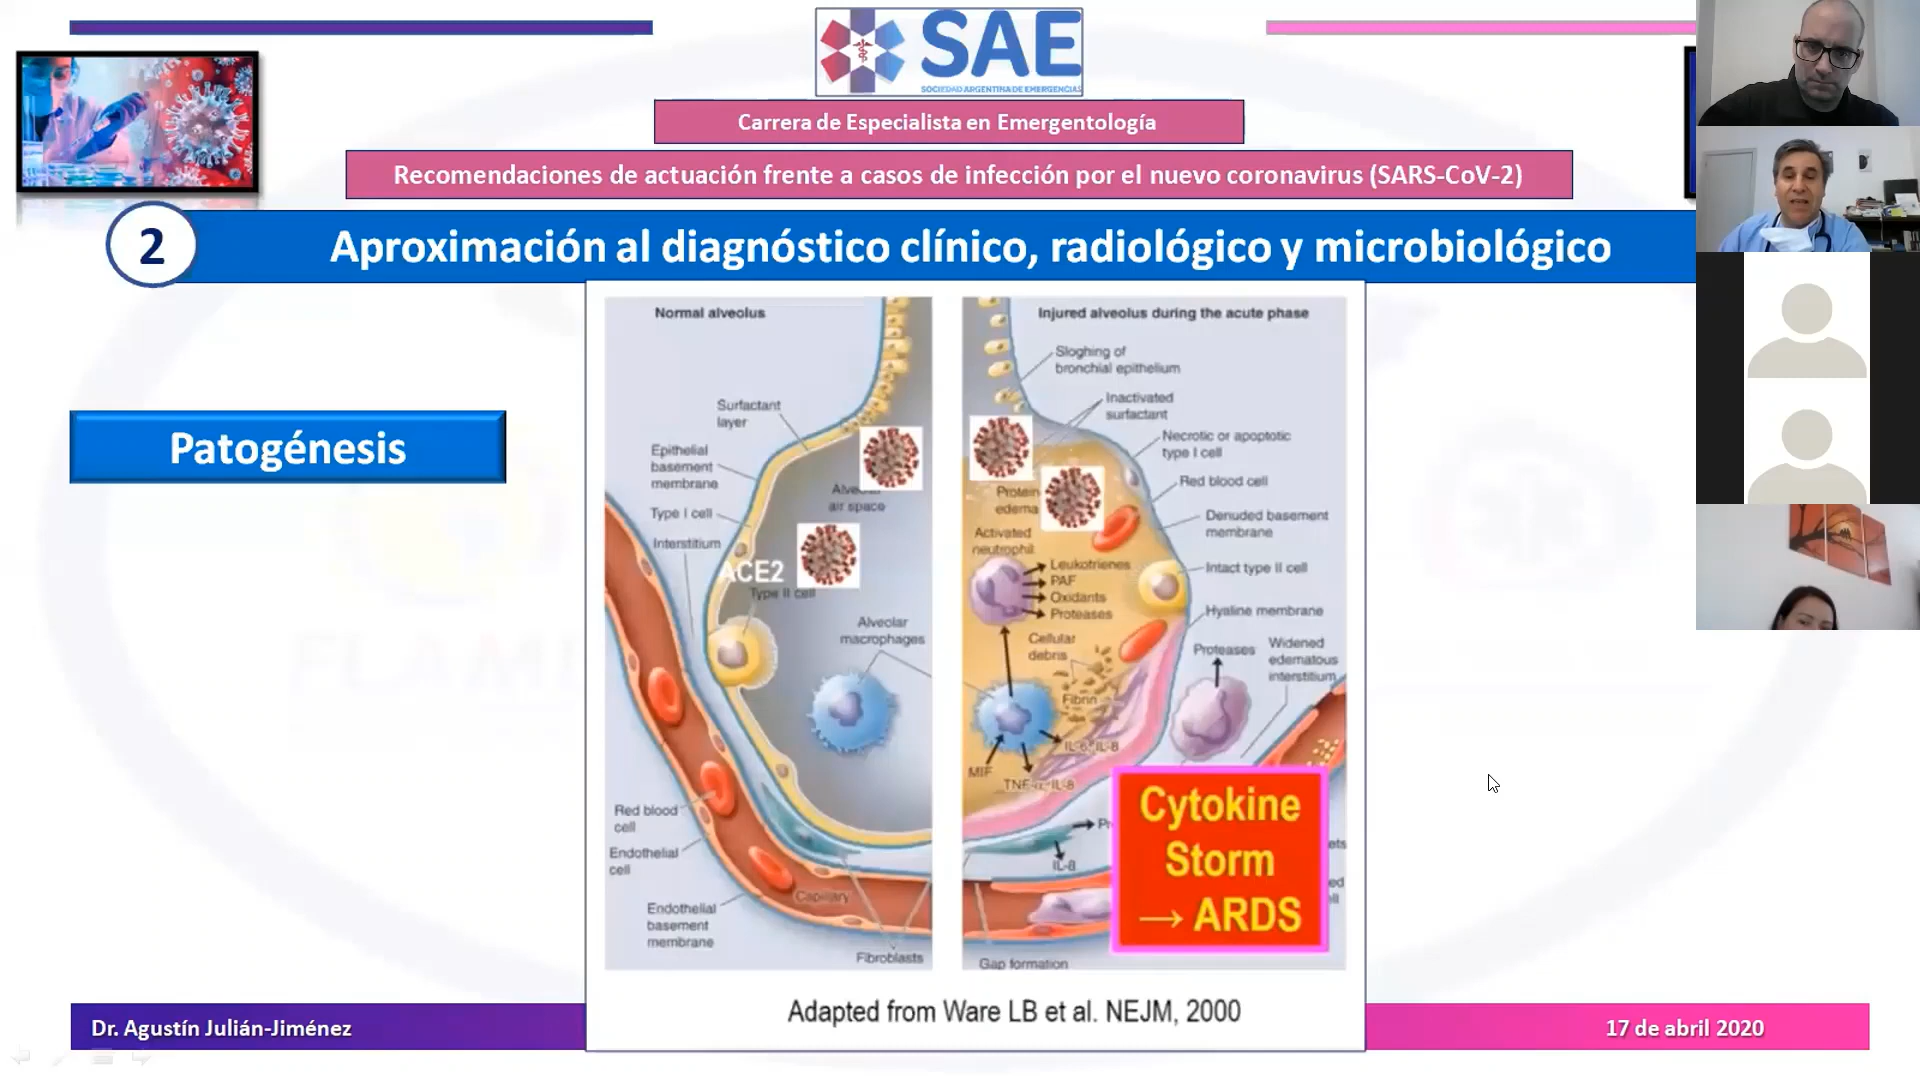 SAE
SOCIEDAD ARGENTINA DE EMERGENCIAS
Carrera de Especialista en Emergentología
Recomendaciones de actuación frente a casos de infección por el nuevo coronavirus (SARS-CoV-2)
2
Aproximación al diagnóstico clínico, radiológico y microbiológico
Patogénesis
Normal alveolus
Surfactant
layer
Epithelial
basement
membrane
Type I cell
Interstitium
air space
ACE2
Type II cell
Alveolar
macrophages
Red blood
cell
Endothelial
cell
Endothelial
basement
membrane
Capillary
Fibroblasts
Injured alveolus during the acute phase
Sloghing of
bronchial epithelium
Inactivated
surfactant
Necrotic or apoptotic
type I cell
Red blood cell
Protein
edema
Denuded basement
membrane
Activated
neutrophil
Leukotrienes
PAF
Oxidants
Proteases
Intact type II cell
Hyaline membrane
Cellular
debris
Proteases
Widened
edematous
interstitium
Fibrin
IL-6, IL-8
MIF
TNF-α, IL-8
IL-8
Gap formation
Cytokine
Storm
→ ARDS
Adapted from Ware LB et al. NEJM, 2000
Dr. Agustín Julián-Jiménez
17 de abril 2020